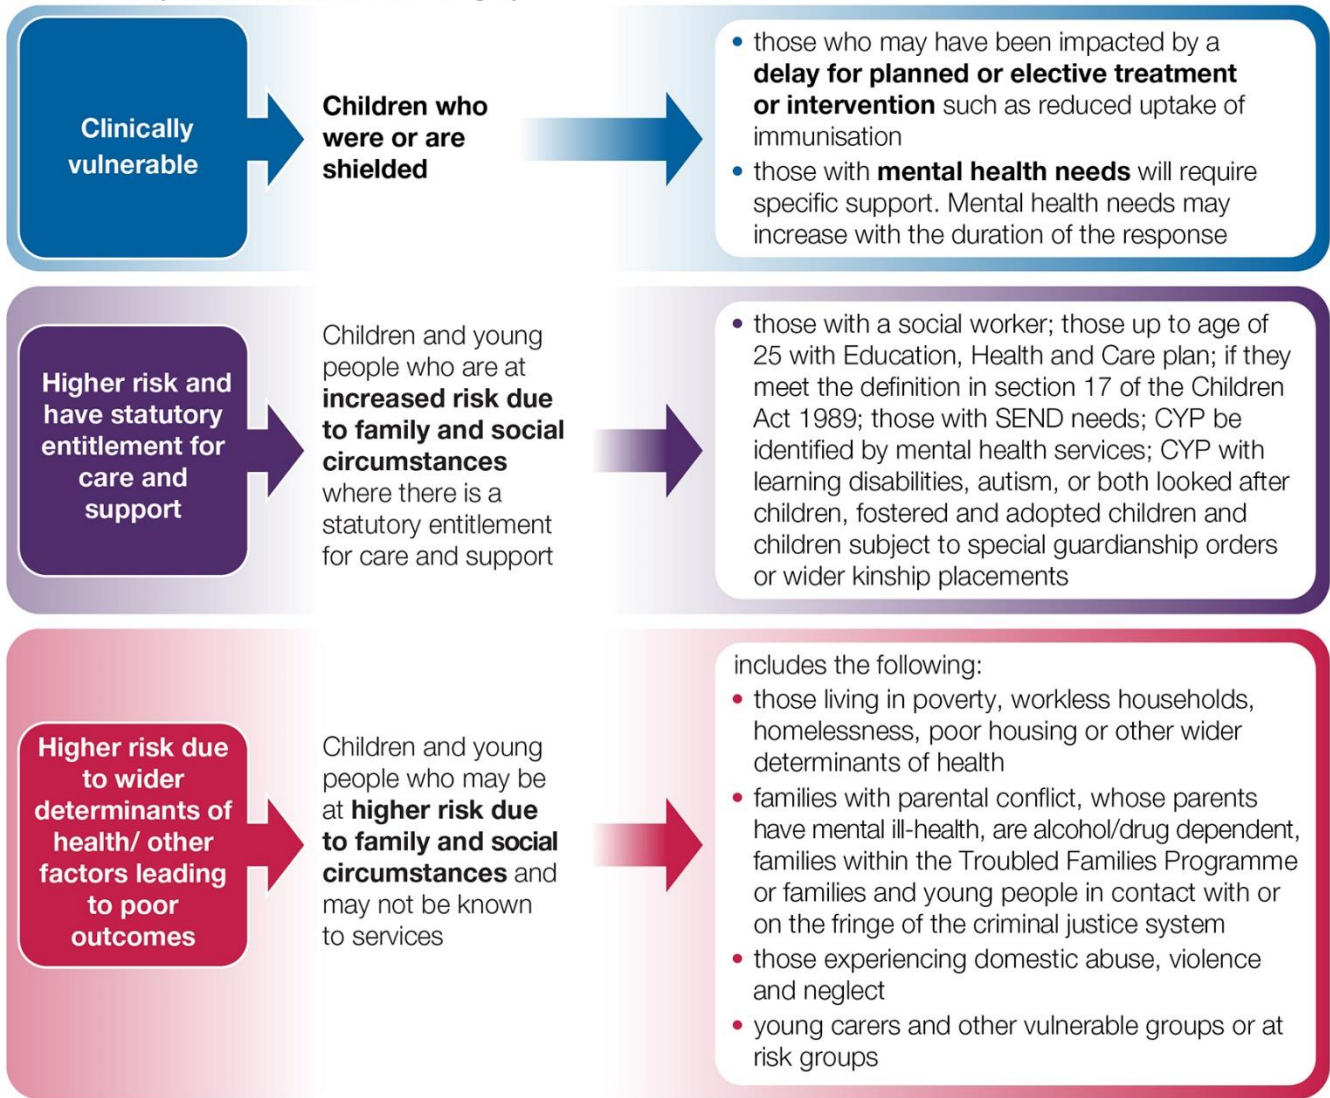 Clinically
vulnerable
Children who
were or are
shielded
• those who may have been impacted by a
delay for planned or elective treatment
or intervention such as reduced uptake of
immunisation
• those with mental health needs will require
specific support. Mental health needs may
increase with the duration of the response
Higher risk and
have statutory
entitlement for
care and
support
Children and young
people who are at
increased risk due
to family and social
circumstances
where there is a
statutory entitlement
for care and support
• those with a social worker; those up to age of
25 with Education, Health and Care plan; if they
meet the definition in section 17 of the Children
Act 1989; those with SEND needs; CYP be
identified by mental health services; CYP with
learning disabilities, autism, or both looked after
children, fostered and adopted children and
children subject to special guardianship orders
or wider kinship placements
Higher risk due
to wider
determinants of
health/ other
factors leading
to poor
outcomes
Children and young
people who may be
at higher risk due
to family and social
circumstances and
may not be known
to services
includes the following:
• those living in poverty, workless households,
homelessness, poor housing or other wider
determinants of health
• families with parental conflict, whose parents
have mental ill-health, are alcohol/drug dependent,
families within the Troubled Families Programme
or families and young people in contact with or
on the fringe of the criminal justice system
• those experiencing domestic abuse, violence
and neglect
• young carers and other vulnerable groups or at
risk groups